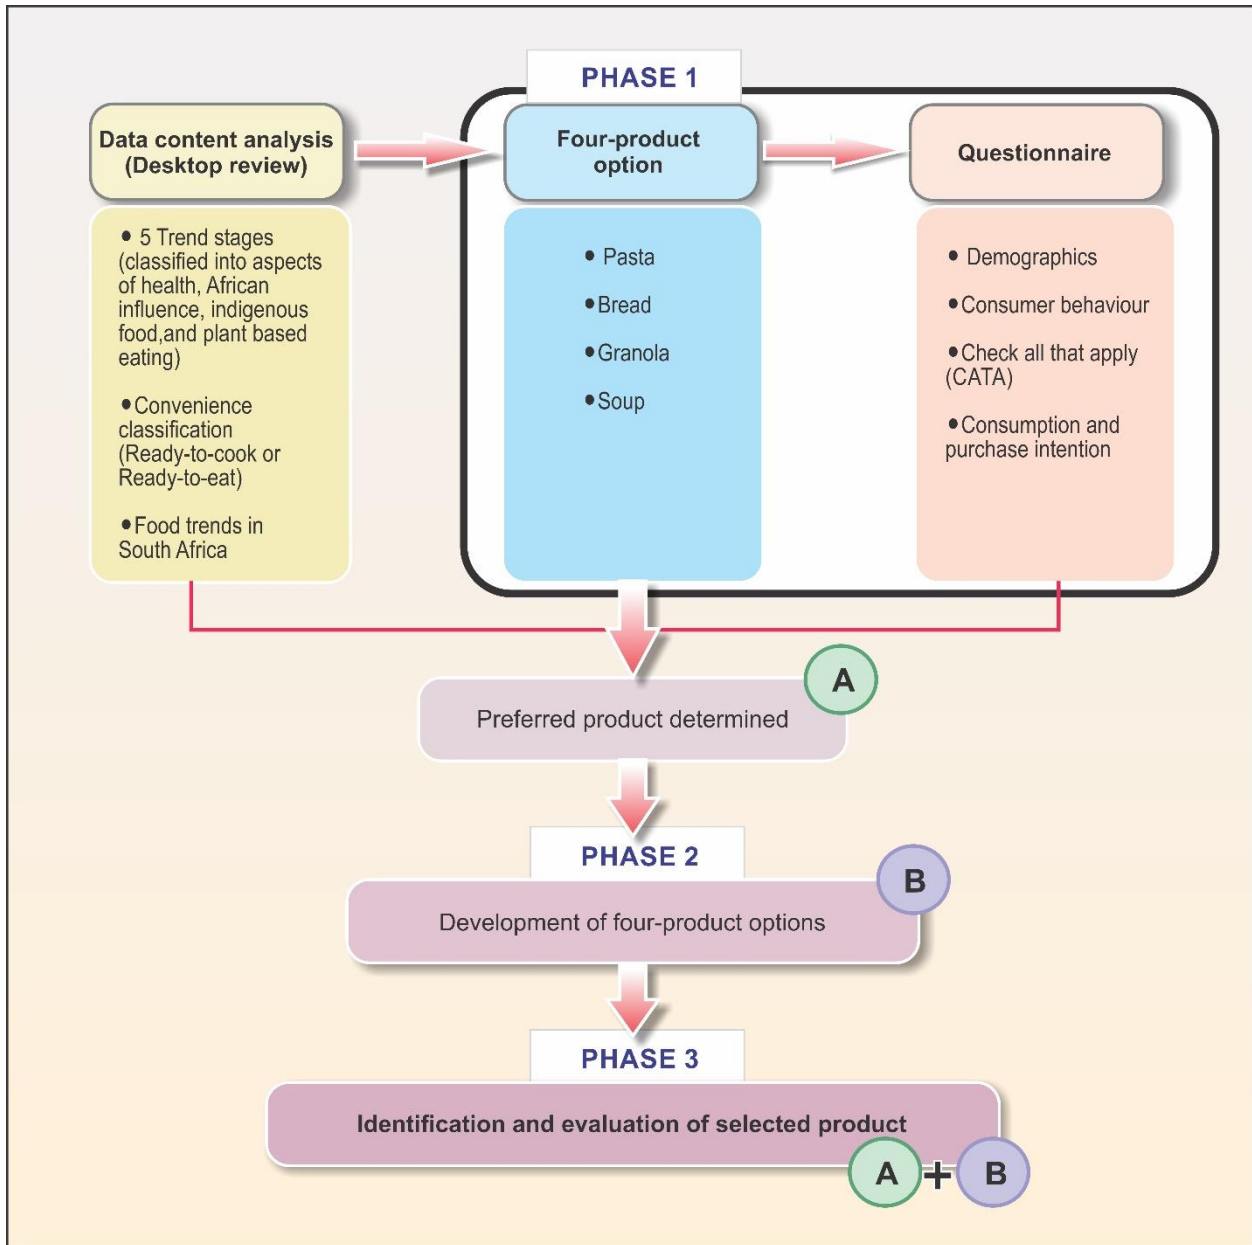 PHASE 1
Data content analysis
(Desktop review)
• 5 Trend stages
(classified into aspects
of health, African
influence, indigenous
food,and plant based
eating)
•Convenience
classification
(Ready-to-cook or
Ready-to-eat)
•Food trends in
South Africa
Four-product
option
• Pasta
• Bread
• Granola
•Soup
Questionnaire
• Demographics
•Consumer behaviour
•Check all that apply
(CATA)
•Consumption and
purchase intention
A
Preferred product determined
PHASE 2
B
Development of four-product options
PHASE 3
Identification and evaluation of selected product
A + B